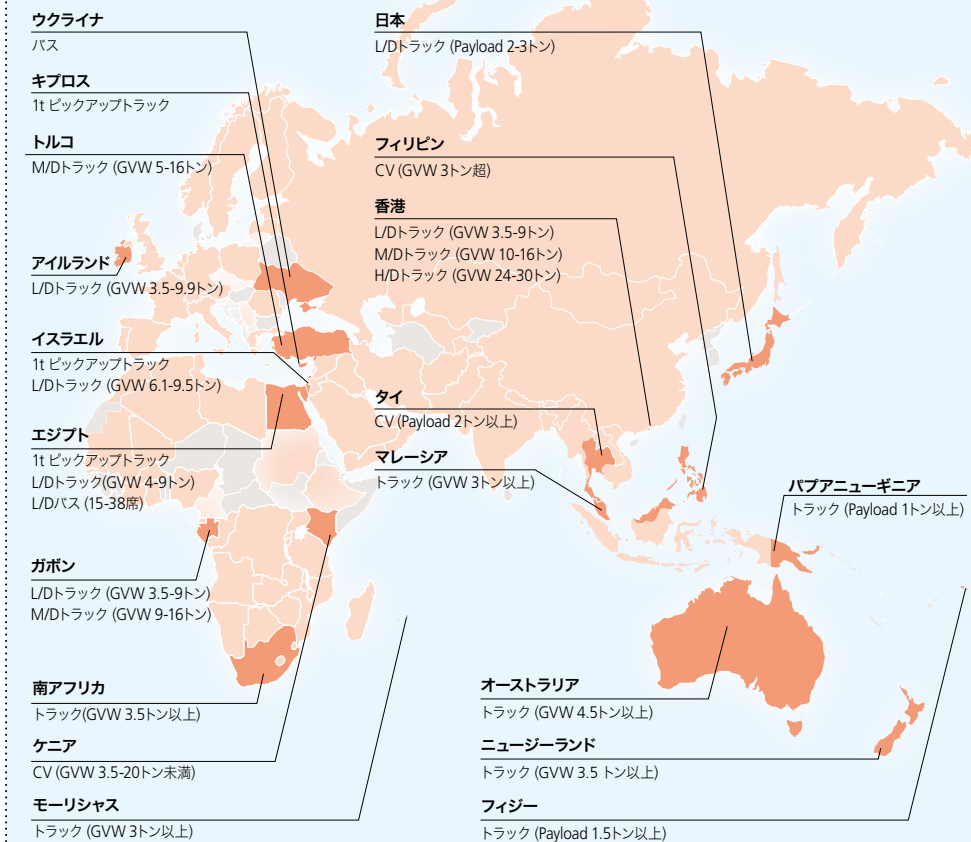 ウクライナ
バス
キプロス
1t ピックアップトラック
トルコ
M/Dトラック (GVW 5-16トン)
アイルランド
L/Dトラック (GVW 3.5-9.9トン)
イスラエル
1t ピックアップトラック
L/Dトラック (GVW 6.1-9.5トン)
エジプト
1t ピックアップトラック
L/Dトラック(GVW 4-9トン)
L/Dバス (15-38席)
ガボン
L/Dトラック (GVW 3.5-9トン)
M/Dトラック (GVW 9-16トン)
南アフリカ
トラック(GVW 3.5トン以上)
ケニア
CV (GVW 3.5-20トン未満)
モーリシャス
トラック (GVW 3トン以上)
日本
L/Dトラック (Payload 2-3トン)
フィリピン
CV (GVW 3トン超)
香港
L/Dトラック (GVW 3.5-9トン)
M/Dトラック (GVW 10-16トン)
H/Dトラック (GVW 24-30トン)
タイ
CV (Payload 2トン以上)
マレーシア
トラック (GVW 3トン以上)
パプアニューギニア
トラック (Payload 1トン以上)
オーストラリア
トラック (GVW 4.5トン以上)
ニュージーランド
トラック (GVW 3.5 トン以上)
フィジー
トラック (Payload 1.5トン以上)